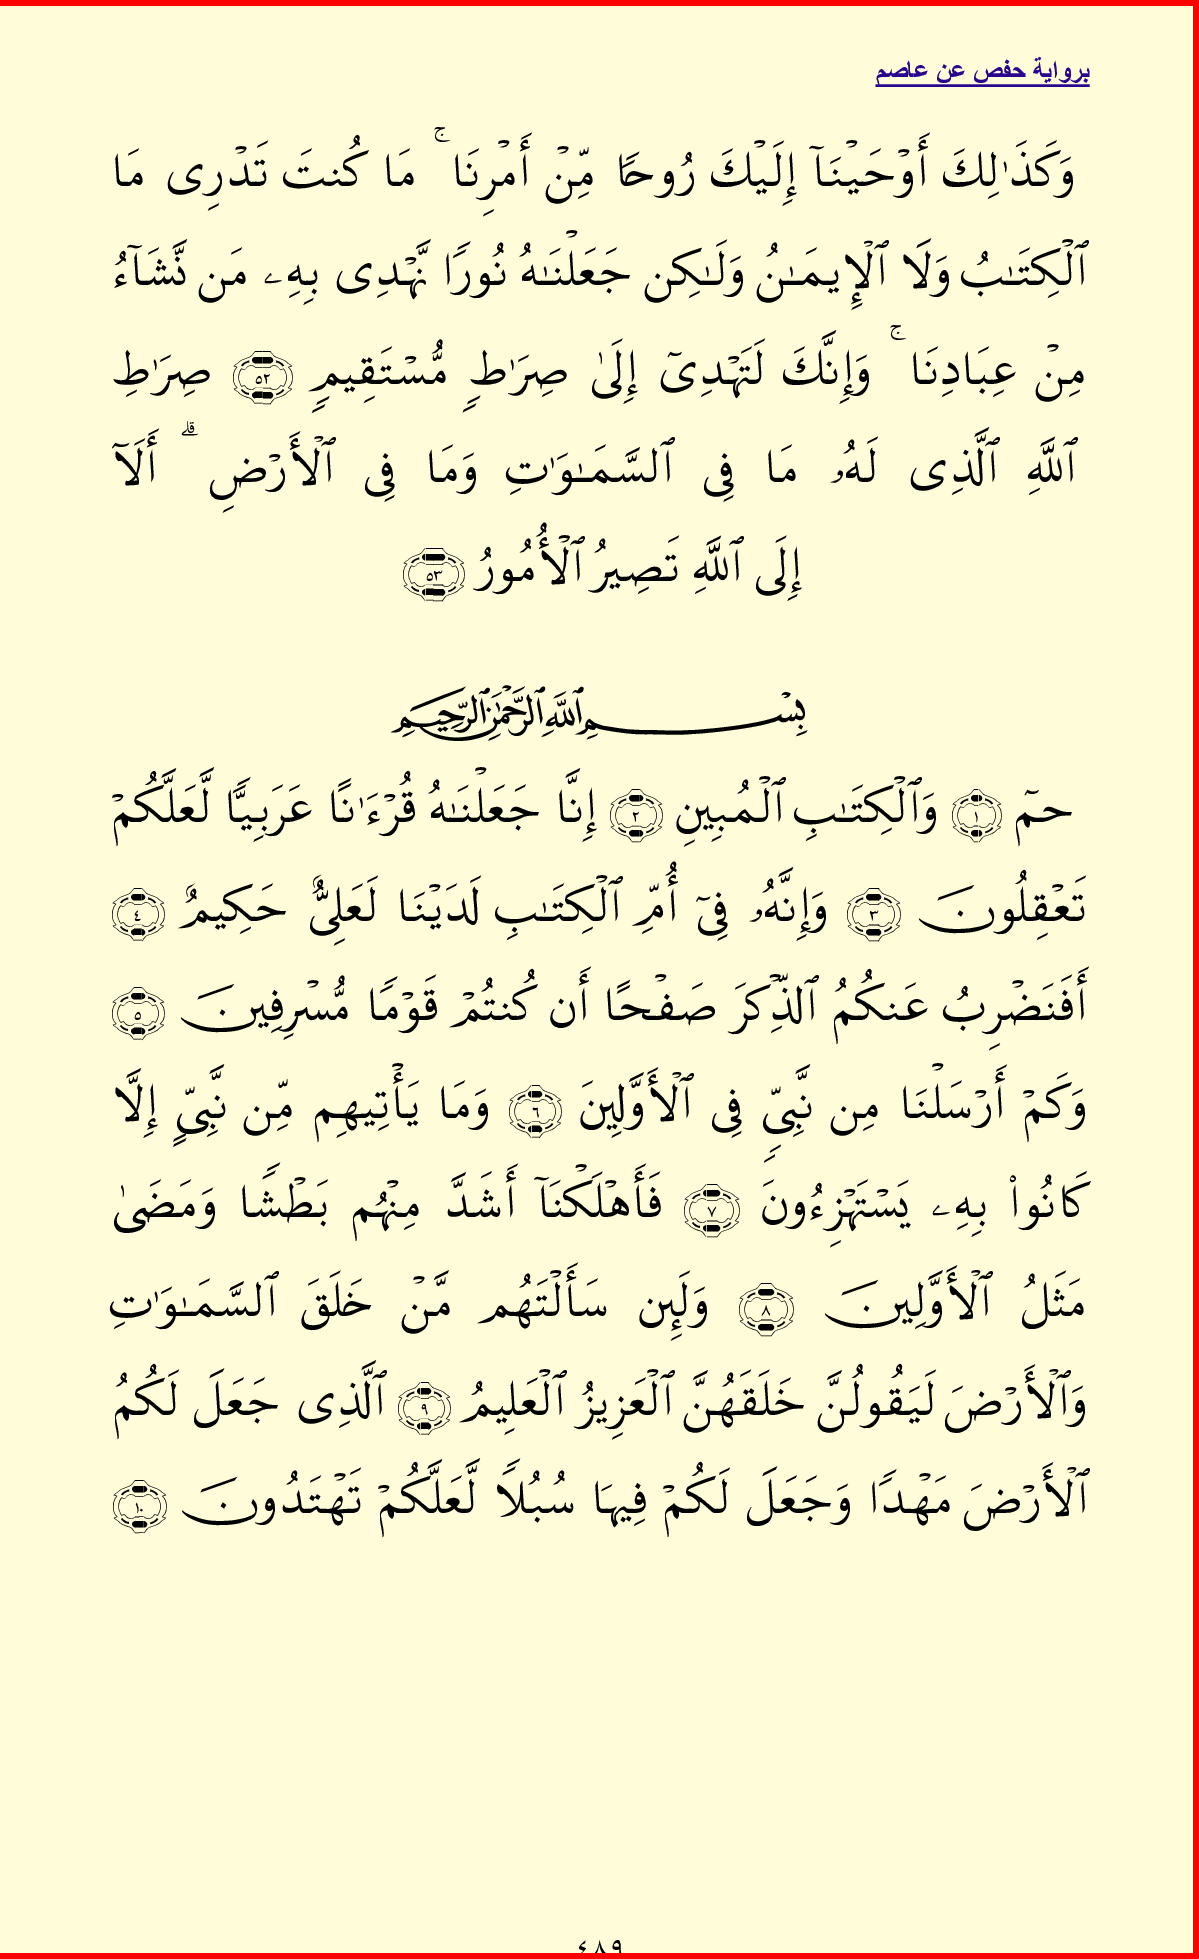 برواية حفص عن عاصم
وَكَذَٰلِكَ أَوۡحَيۡنَآ إِلَيۡكَ رُوحٗا مِّنۡ أَمۡرِنَاۚ مَا كُنتَ تَدۡرِي مَا
ٱلۡكِتَٰبُ وَلَا ٱلۡإِيمَٰنُ وَلَٰكِن جَعَلۡنَٰهُ نُورٗا نَّهۡدِي بِهِۦ مَن نَّشَآءُ
مِنۡ عِبَادِنَاۚ وَإِنَّكَ لَتَهۡدِيٓ إِلَىٰ صِرَٰطٖ مُّسۡتَقِيمٖ ٥٢ صِرَٰطِ
ٱللَّهِ ٱلَّذِي لَهُۥ مَا فِي ٱلسَّمَٰوَٰتِ وَمَا فِي ٱلۡأَرۡضِۗ أَلَآ
إِلَى ٱللَّهِ تَصِيرُ ٱلۡأُمُورُ ٥٣
بِسۡمِ ٱللَّهِ ٱلرَّحۡمَٰنِ ٱلرَّحِيمِ
حمٓ ١ وَٱلۡكِتَٰبِ ٱلۡمُبِينِ ٢ إِنَّا جَعَلۡنَٰهُ قُرۡءَٰنًا عَرَبِيّٗا لَّعَلَّكُمۡ
تَعۡقِلُونَ ٣ وَإِنَّهُۥ فِيٓ أُمِّ ٱلۡكِتَٰبِ لَدَيۡنَا لَعَلِيٌّ حَكِيمٌ ٤
أَفَنَضۡرِبُ عَنكُمُ ٱلذِّكۡرَ صَفۡحًا أَن كُنتُمۡ قَوۡمٗا مُّسۡرِفِينَ ٥
وَكَمۡ أَرۡسَلۡنَا مِن نَّبِيّٖ فِي ٱلۡأَوَّلِينَ ٦ وَمَا يَأۡتِيهِم مِّن نَّبِيٍّ إِلَّا
كَانُواْ بِهِۦ يَسۡتَهۡزِءُونَ ٧ فَأَهۡلَكۡنَآ أَشَدَّ مِنۡهُم بَطۡشٗا وَمَضَىٰ
مَثَلُ ٱلۡأَوَّلِينَ ٨ وَلَئِن سَأَلۡتَهُم مَّنۡ خَلَقَ ٱلسَّمَٰوَٰتِ
وَٱلۡأَرۡضَ لَيَقُولُنَّ خَلَقَهُنَّ ٱلۡعَزِيزُ ٱلۡعَلِيمُ ٩ ٱلَّذِي جَعَلَ لَكُمُ
ٱلۡأَرۡضَ مَهۡدٗا وَجَعَلَ لَكُمۡ فِيهَا سُبُلٗا لَّعَلَّكُمۡ تَهۡتَدُونَ ١٠
٤٨٩